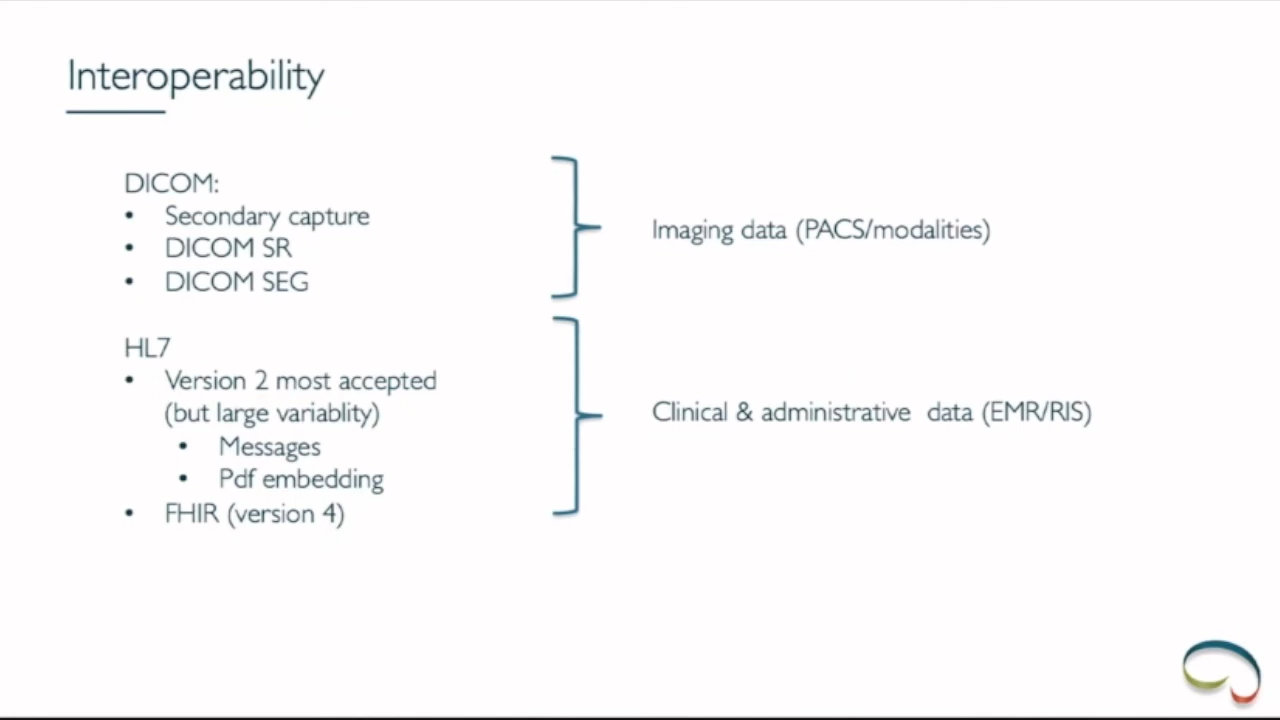 Interoperability
DICOM:
• Secondary capture
• DICOM SR
• DICOM SEG
Imaging data (PACS/modalities)
HL7
• Version 2 most accepted
(but large variablity)
• Messages
• Pdf embedding
• FHIR (version 4)
Clinical & administrative data (EMR/RIS)